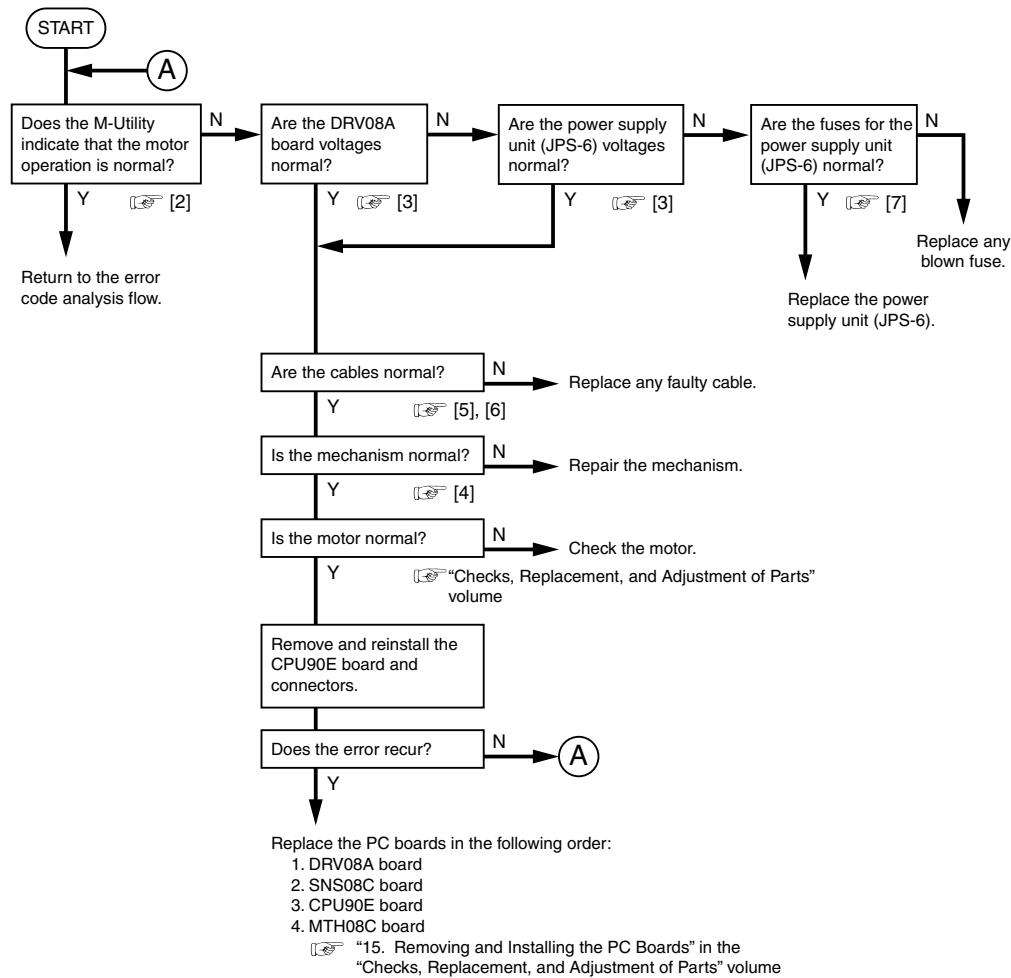 START
A
Does the M-Utility
indicate that the motor
operation is normal?
N
Y
[2]
Return to the error
code analysis flow.
Are the DRV08A
board voltages
normal?
N
Y
[3]
Are the power supply
unit (JPS-6) voltages
normal?
N
Y
[3]
Are the fuses for the
power supply unit
(JPS-6) normal?
N
Y
[7]
Replace any
blown fuse.
Replace the power
supply unit (JPS-6).
Are the cables normal?
N
Replace any faulty cable.
Y
[5], [6]
Is the mechanism normal?
N
Repair the mechanism.
Y
[4]
Is the motor normal?
N
Check the motor.
Y
“Checks, Replacement, and Adjustment of Parts”
volume
Remove and reinstall the
CPU90E board and
connectors.
Does the error recur?
N
A
Y
Replace the PC boards in the following order:
1. DRV08A board
2. SNS08C board
3. CPU90E board
4. MTH08C board
“15. Removing and Installing the PC Boards” in the
“Checks, Replacement, and Adjustment of Parts” volume